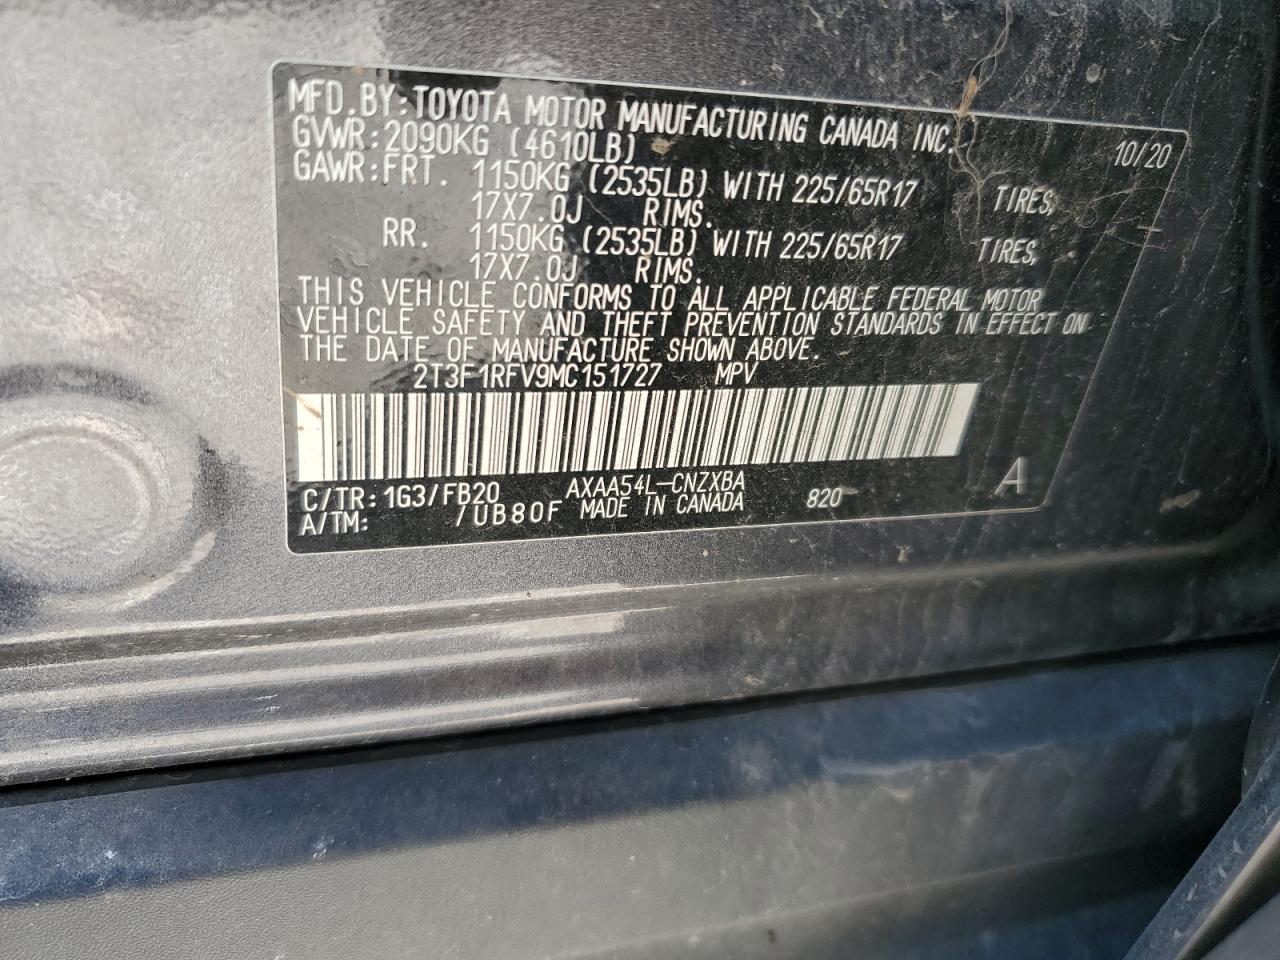 MFD.BY:TOYOTA MOTOR MANUFACTURING CANADA INC. 10/20
GVWR:2090KG (4610LB)
GAWR:FRT. 1150KG (2535LB) WITH 225/65R17 TIRES,
17X7.0J RIMS.
RR. 1150KG (2535LB) WITH 225/65R17 TIRES,
17X7.0J RIMS.
THIS VEHICLE CONFORMS TO ALL APPLICABLE FEDERAL MOTOR
VEHICLE SAFETY AND THEFT PREVENTION STANDARDS IN EFFECT ON
THE DATE OF MANUFACTURE SHOWN ABOVE.
2T3F1RFV9MC151727 MPV
C/TR:1G3/FB20 AXAA54L-CNZXBA 820 A
A/TM: /UB80F MADE IN CANADA